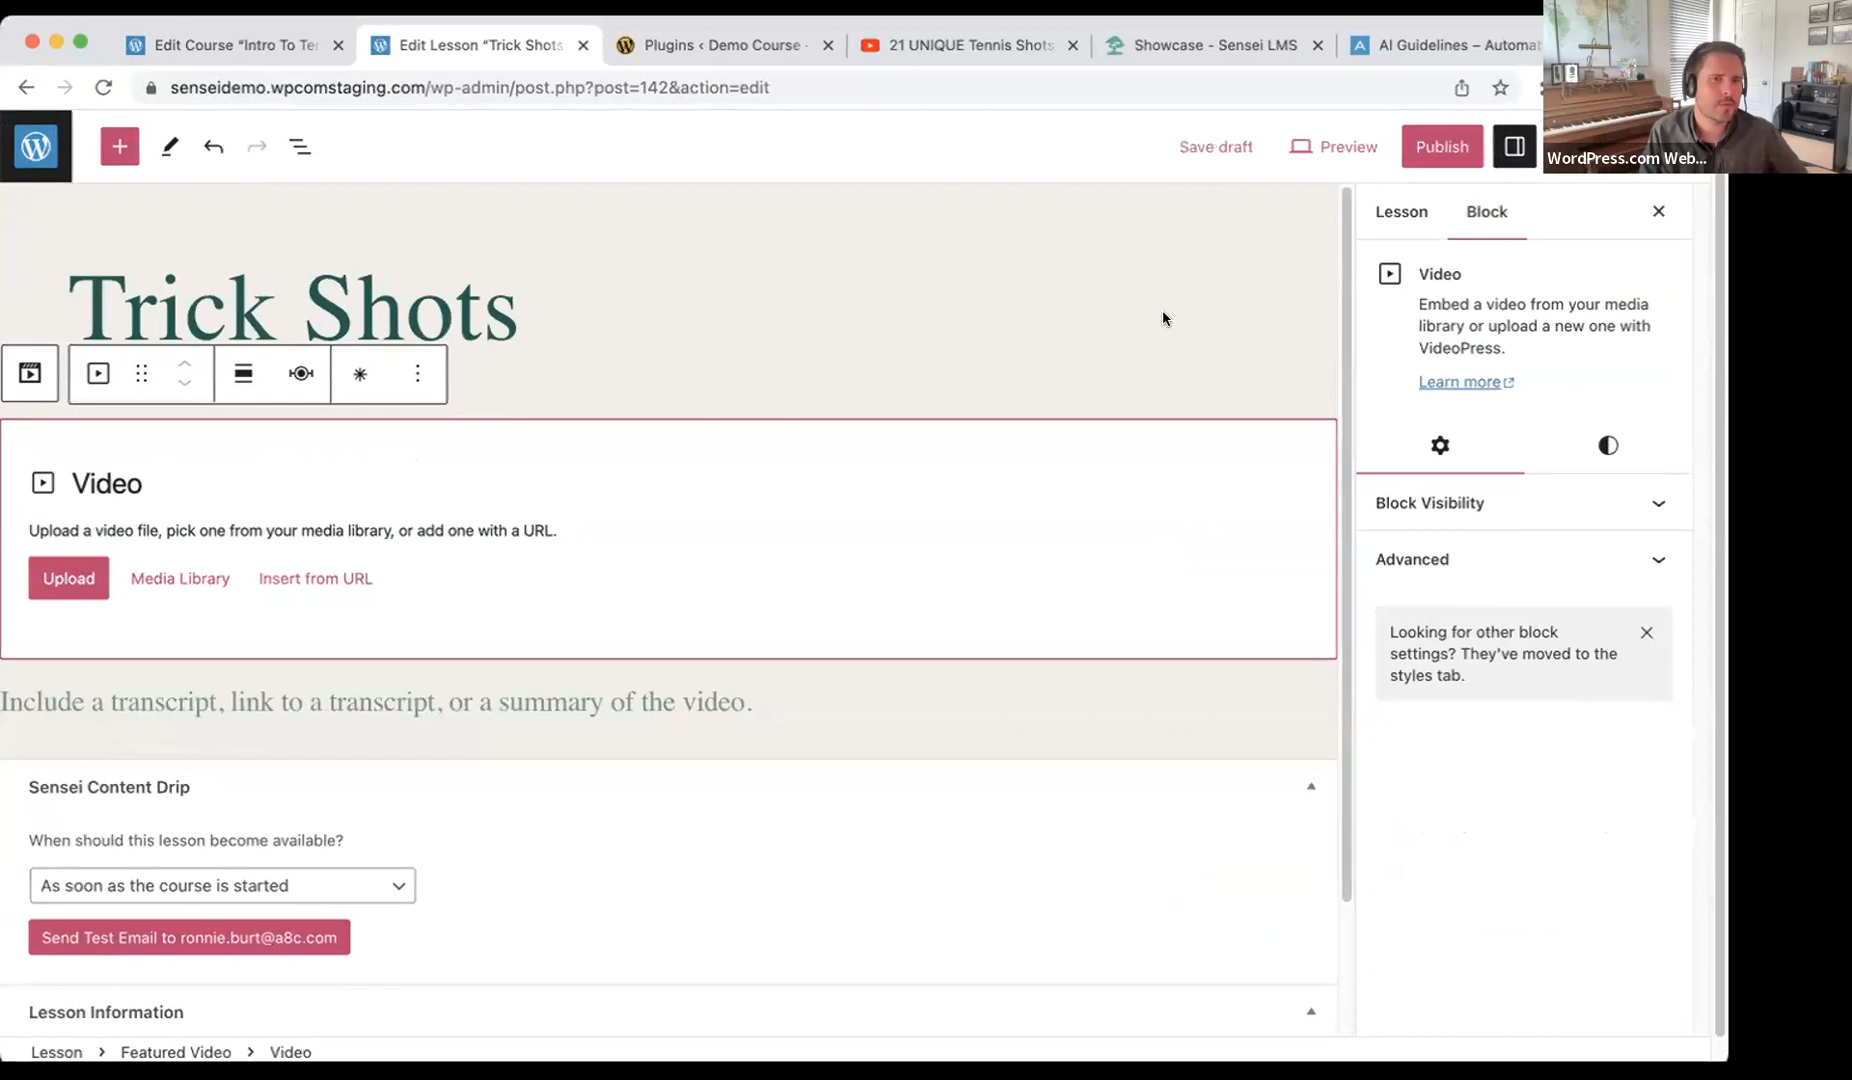 Edit Course “Intro To Ter
Edit Lesson “Trick Shots
Plugins ‹ Demo Course -
21 UNIQUE Tennis Shots
Showcase - Sensei LMS
AI Guidelines – Automat
senseidemo.wpcomstaging.com/wp-admin/post.php?post=142&action=edit
WordPress.com Web...
Save draft
Preview
Publish
Lesson
Block
Trick Shots
Video
Embed a video from your media
library or upload a new one with
VideoPress.
Learn more
Video
Upload a video file, pick one from your media library, or add one with a URL.
Upload
Media Library
Insert from URL
Block Visibility
Advanced
Looking for other block
settings? They've moved to the
styles tab.
Include a transcript, link to a transcript, or a summary of the video.
Sensei Content Drip
When should this lesson become available?
As soon as the course is started
Send Test Email to ronnie.burt@a8c.com
Lesson Information
Lesson > Featured Video > Video